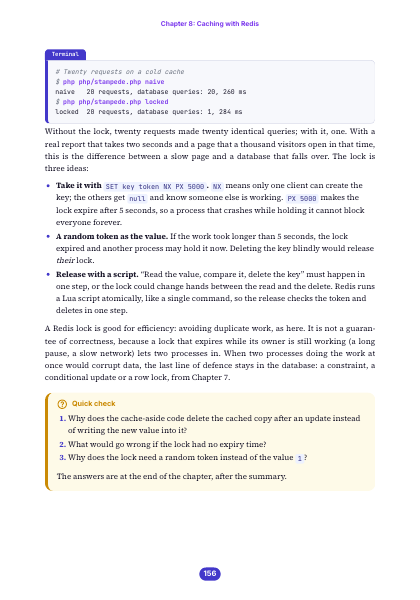 Chapter 8: Caching with Redis
Terminal
# Twenty requests on a cold cache
$ php php/stampede.php naive
naive   20 requests, database queries: 20, 260 ms
$ php php/stampede.php locked
locked  20 requests, database queries: 1, 284 ms
Without the lock, twenty requests made twenty identical queries; with it, one. With a
real report that takes two seconds and a page that a thousand visitors open in that time,
this is the difference between a slow page and a database that falls over. The lock is
three ideas:
• Take it with SET key token NX PX 5000. NX means only one client can create the
key; the others get null and know someone else is working. PX 5000 makes the
lock expire after 5 seconds, so a process that crashes while holding it cannot block
everyone forever.
• A random token as the value. If the work took longer than 5 seconds, the lock
expired and another process may hold it now. Deleting the key blindly would release
their lock.
• Release with a script. “Read the value, compare it, delete the key” must happen in
one step, or the lock could change hands between the read and the delete. Redis runs
a Lua script atomically, like a single command, so the release checks the token and
deletes in one step.
A Redis lock is good for efficiency: avoiding duplicate work, as here. It is not a guaran-
tee of correctness, because a lock that expires while its owner is still working (a long
pause, a slow network) lets two processes in. When two processes doing the work at
once would corrupt data, the last line of defence stays in the database: a constraint, a
conditional update or a row lock, from Chapter 7.
Quick check
1. Why does the cache-aside code delete the cached copy after an update instead
of writing the new value into it?
2. What would go wrong if the lock had no expiry time?
3. Why does the lock need a random token instead of the value 1?
The answers are at the end of the chapter, after the summary.
156